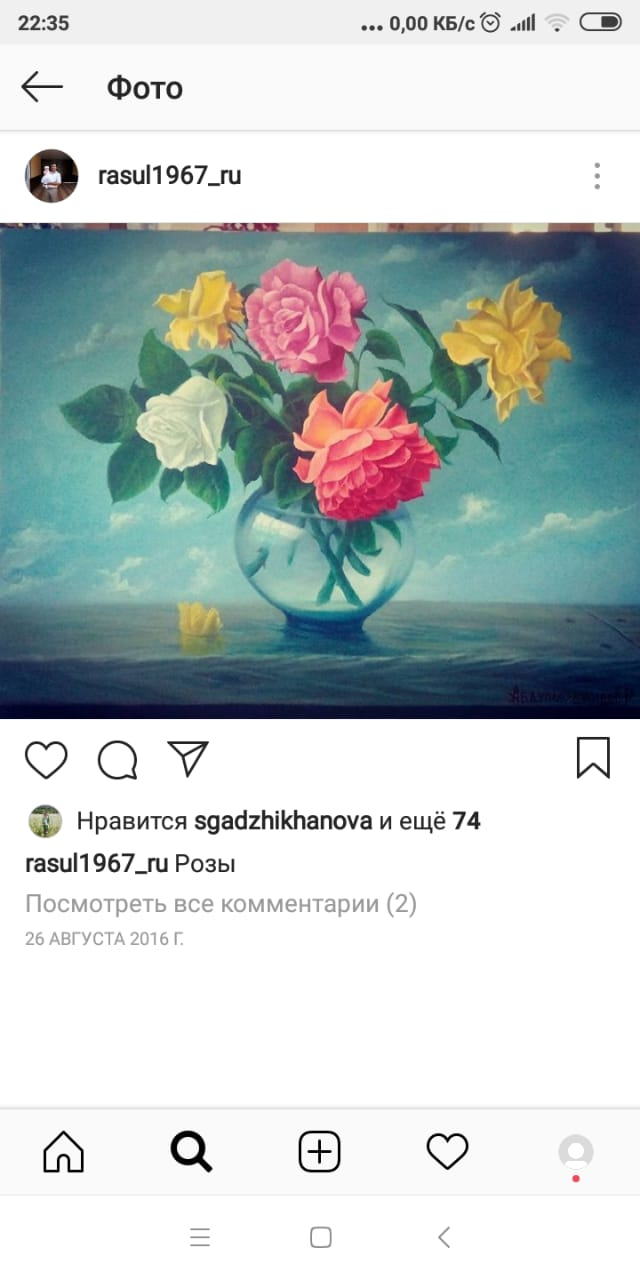 22:35
... 0,00 КБ/с
Фото
rasul1967_ru
Нравится sgadzhikhanova и ещё 74
rasul1967_ru Розы
Посмотреть все комментарии (2)
26 АВГУСТА 2016 Г.